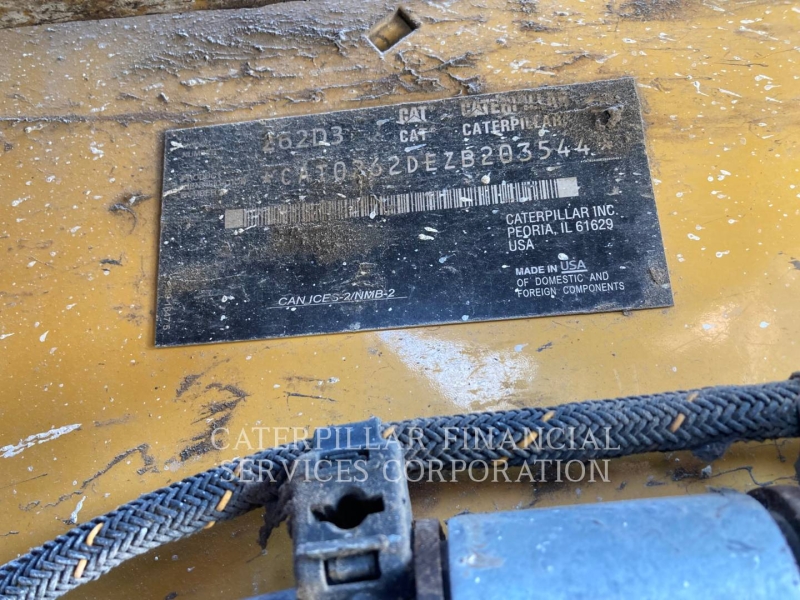 262D3
CAT CATERPILLAR
CAT CATERPILLAR
*CAT0262DEZB203544*
CATERPILLAR INC
PEORIA, IL 61629
USA
MADE IN USA
OF DOMESTIC AND
FOREIGN COMPONENTS
CAN ICES-2/NMB-2
CATERPILLAR FINANCIAL
SERVICES CORPORATION